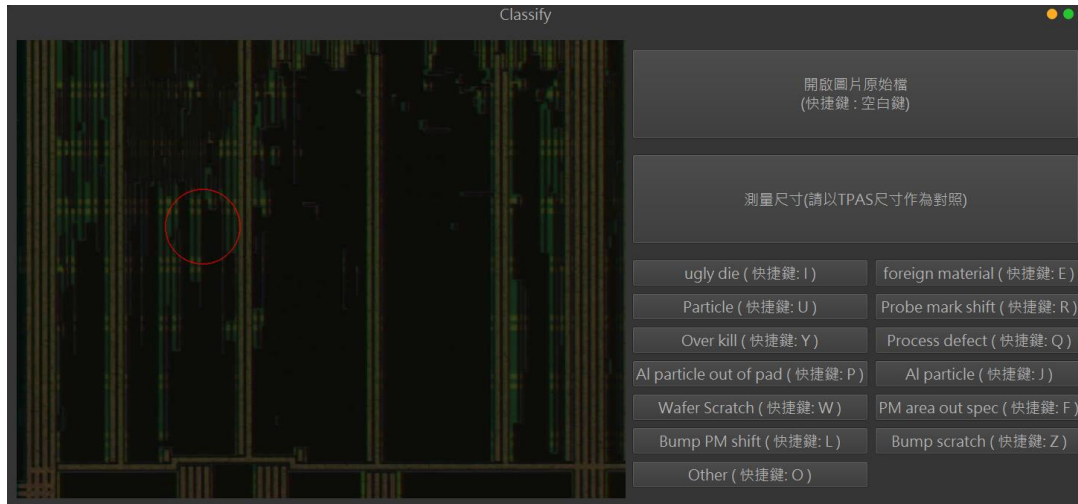 Classify
開啟圖片原始檔
(快捷鍵 : 空白鍵)
測量尺寸(請以TPAS尺寸作為對照)
ugly die ( 快捷鍵: I )
foreign material ( 快捷鍵: E )
Particle ( 快捷鍵: U )
Probe mark shift ( 快捷鍵: R )
Over kill ( 快捷鍵: Y )
Process defect ( 快捷鍵: Q )
Al particle out of pad ( 快捷鍵: P )
Al particle ( 快捷鍵: J )
Wafer Scratch ( 快捷鍵: W )
PM area out spec ( 快捷鍵: F )
Bump PM shift ( 快捷鍵: L )
Bump scratch ( 快捷鍵: Z )
Other ( 快捷鍵: O )